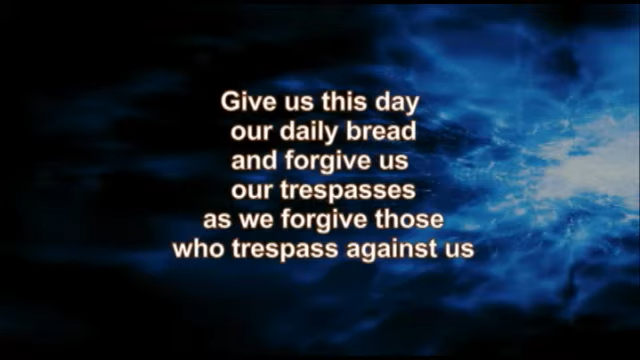 Give us this day
our daily bread
and forgive us
our trespasses
as we forgive those
who trespass against us